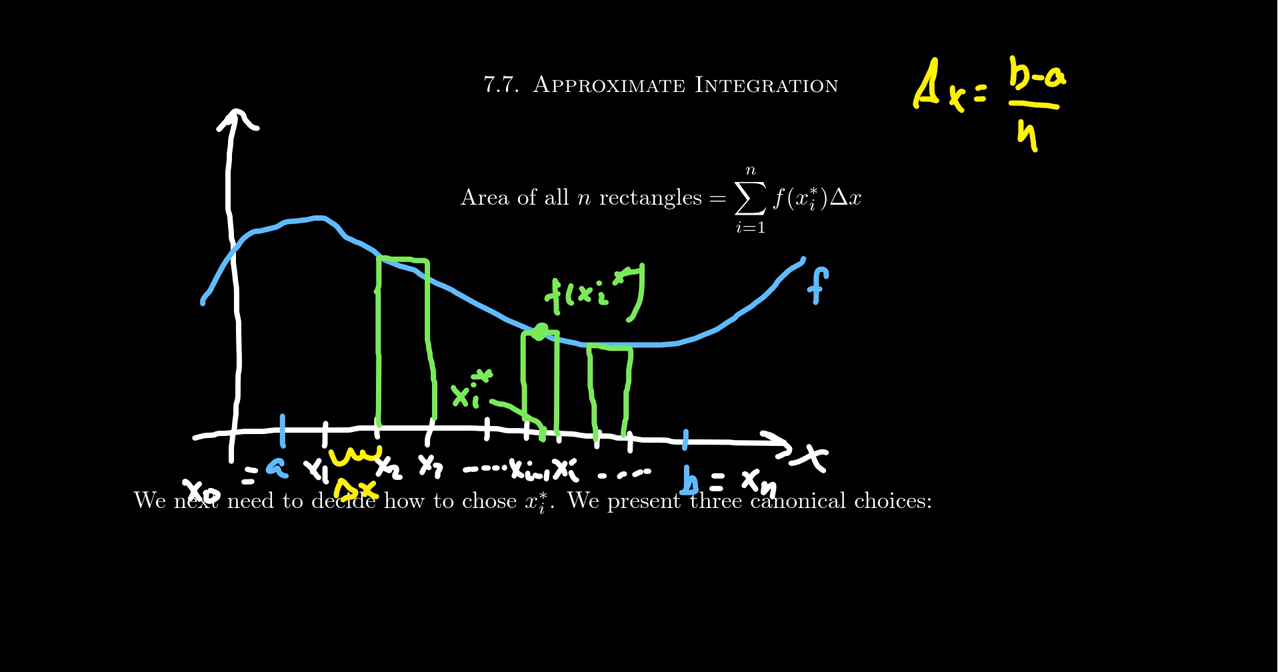 7.7. APPROXIMATE INTEGRATION
Δx = b-a / n
Area of all n rectangles = ∑_{i=1}^{n} f(x_i^*)Δx
f(x_i^*)
f
x_i^*
x_0 = a x_1 x_2 x_3 ----- x_{i-1} x_i ---- b = x_n
x
Δx
We next need to decide how to chose x_i^*. We present three canonical choices: